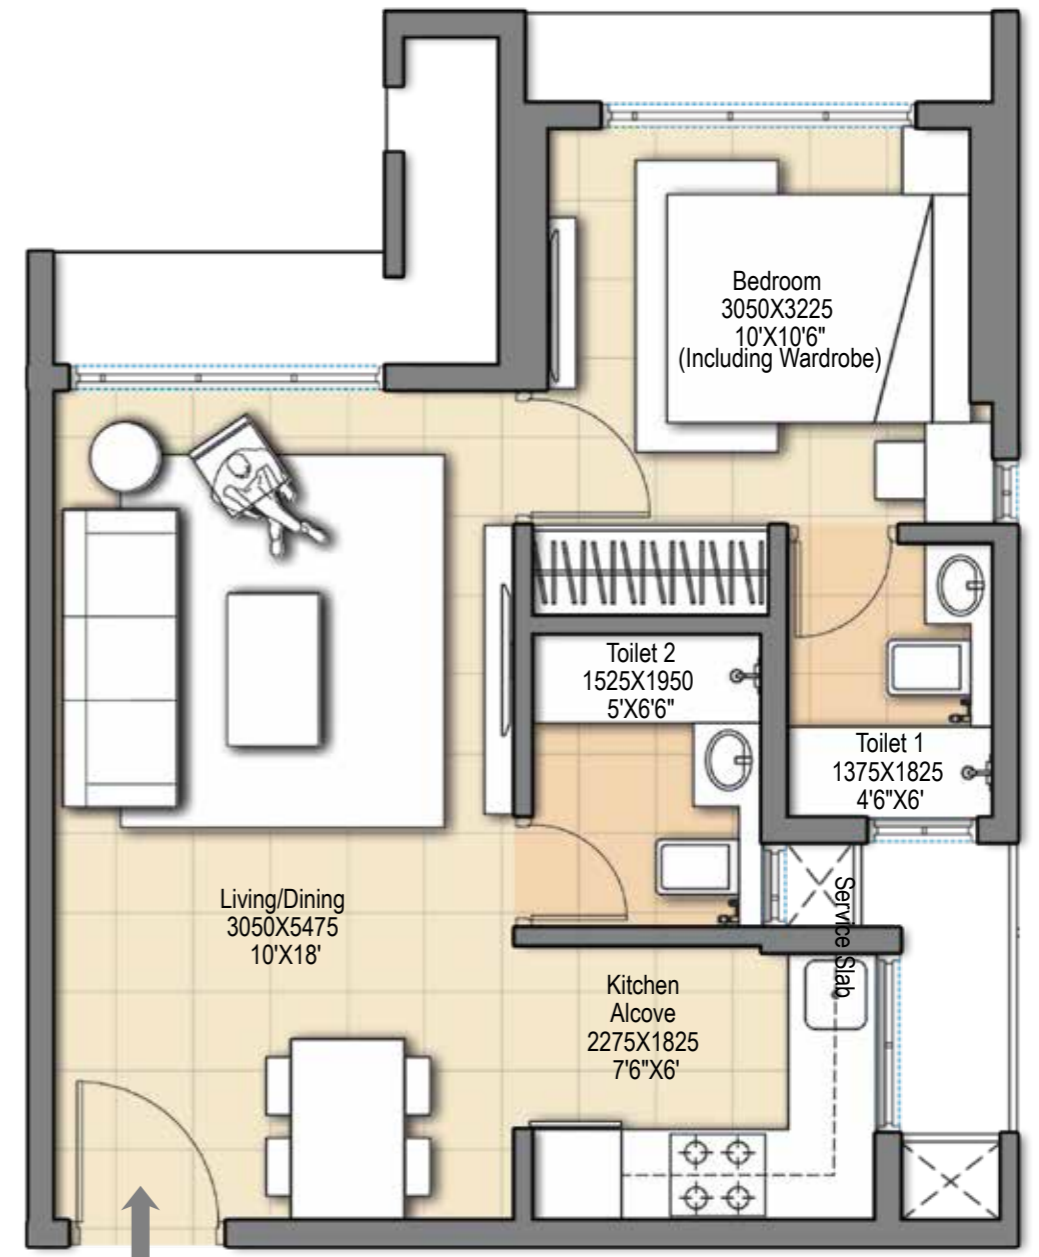 Bedroom
3050X3225
10'X10'6"
(Including Wardrobe)
Toilet 2
1525X1950
5'X6'6"
Toilet 1
1375X1825
4'6"X6'
Living/Dining
3050X5475
10'X18'
Service Slab
Kitchen
Alcove
2275X1825
7'6"X6'